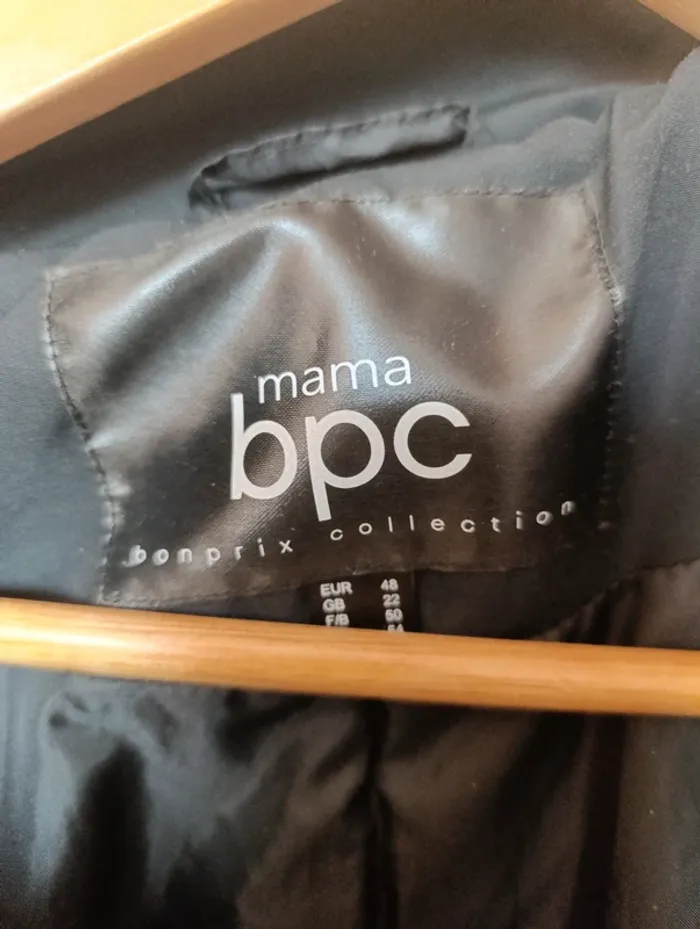 mama
bpc
bonprix collection
EUR 48
GB 22
F/B 50